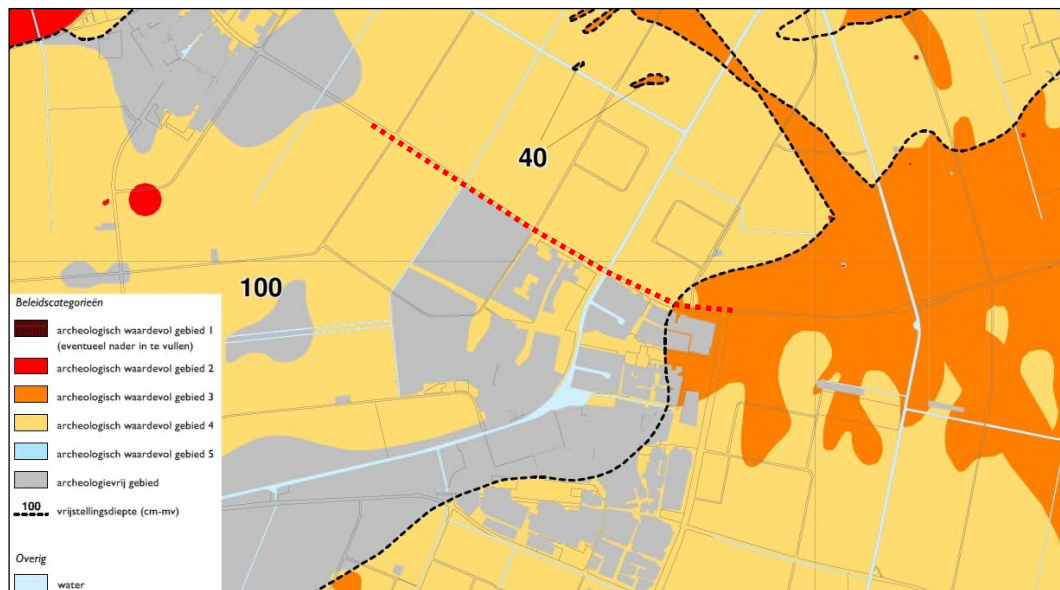 40
100
Beleidscategorieën
archeologisch waardevol gebied 1
(eventueel nader in te vullen)
archeologisch waardevol gebied 2
archeologisch waardevol gebied 3
archeologisch waardevol gebied 4
archeologisch waardevol gebied 5
archeologievrij gebied
100 vrijstellingsdiepte (cm-mv)
Overig
water